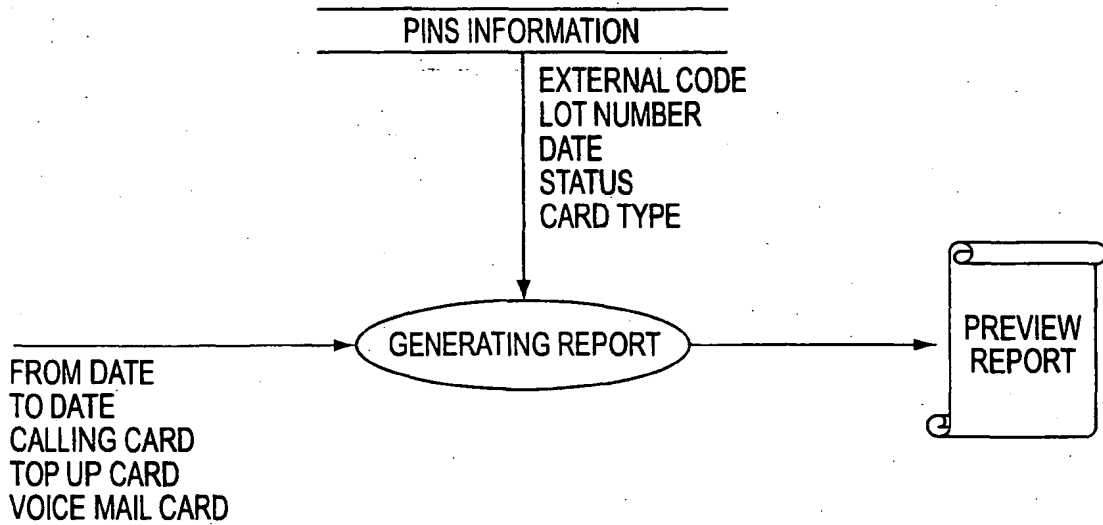 PINS INFORMATION
EXTERNAL CODE
LOT NUMBER
DATE
STATUS
CARD TYPE
GENERATING REPORT
PREVIEW
REPORT
FROM DATE
TO DATE
CALLING CARD
TOP UP CARD
VOICE MAIL CARD